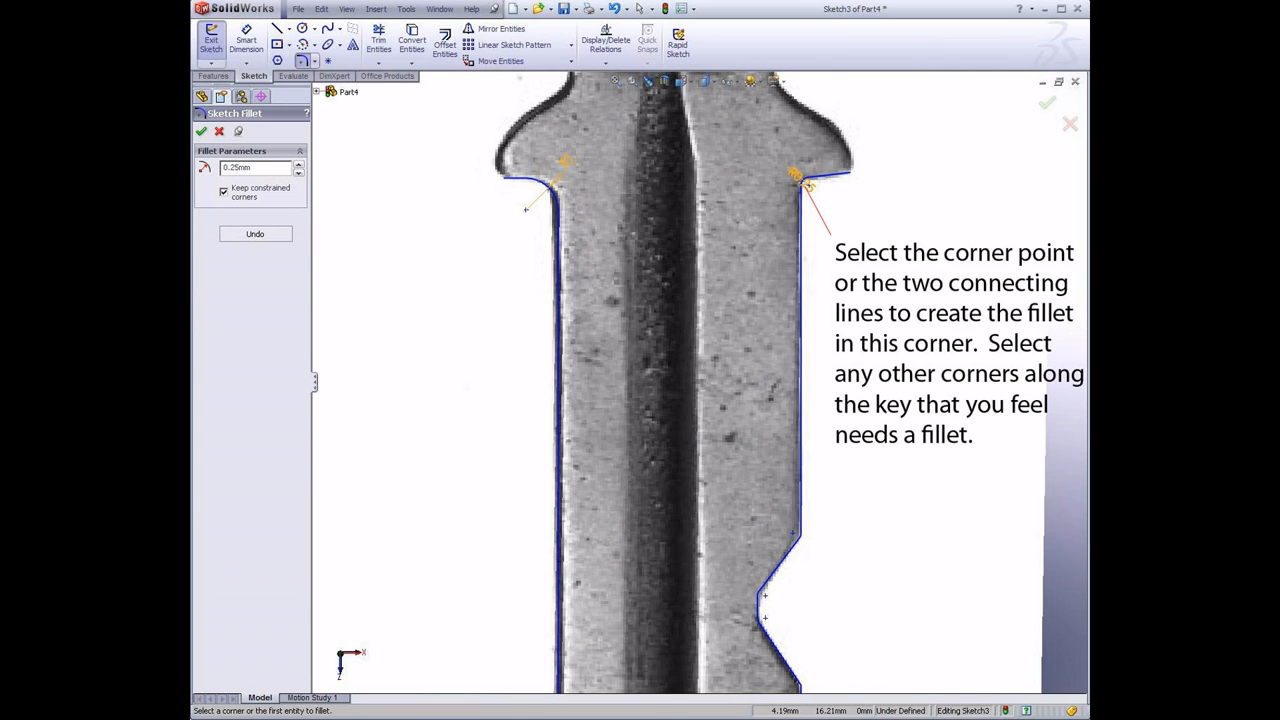 SolidWorks File Edit View Insert Tools Window Help Sketch3 of Part4 *
Exit Sketch
Smart Dimension
Trim Entities
Convert Entities
Offset Entities
Mirror Entities
Linear Sketch Pattern
Move Entities
Display/Delete Relations
Quick Snaps
Rapid Sketch
Features Sketch Evaluate DimXpert Office Products
Part4
Sketch Fillet ?
Fillet Parameters
0.25mm
Keep constrained
corners
Undo
Select the corner point
or the two connecting
lines to create the fillet
in this corner. Select
any other corners along
the key that you feel
needs a fillet.
X
Z
Model Motion Study 1
Select a corner or the first entity to fillet. 4.19mm 16.21mm 0mm Under Defined Editing Sketch3